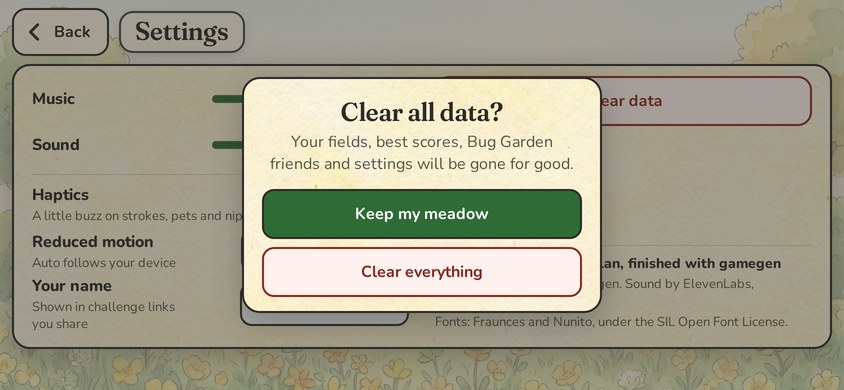 Back
Settings
Music
Sound
Haptics
A little buzz on strokes, pets and nip
Reduced motion
Auto follows your device
Your name
Shown in challenge links
you share
Clear all data?
Your fields, best scores, Bug Garden
friends and settings will be gone for good.
Keep my meadow
Clear everything
data
finished with gamegen
Sound by ElevenLabs,
Fonts: Fraunces and Nunito, under the SIL Open Font License.